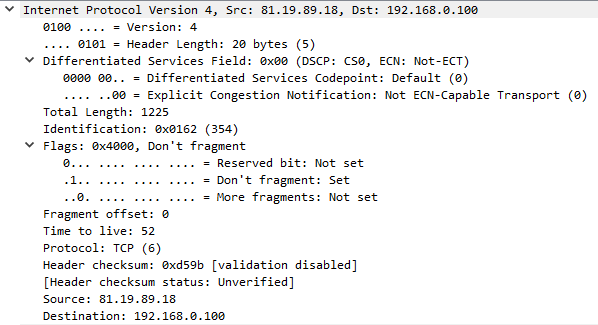 Internet Protocol Version 4, Src: 81.19.89.18, Dst: 192.168.0.100
0100 .... = Version: 4
.... 0101 = Header Length: 20 bytes (5)
Differentiated Services Field: 0x00 (DSCP: CS0, ECN: Not-ECT)
0000 00.. = Differentiated Services Codepoint: Default (0)
.... ..00 = Explicit Congestion Notification: Not ECN-Capable Transport (0)
Total Length: 1225
Identification: 0x0162 (354)
Flags: 0x4000, Don't fragment
0... .... .... .... = Reserved bit: Not set
.1.. .... .... .... = Don't fragment: Set
..0. .... .... .... = More fragments: Not set
Fragment offset: 0
Time to live: 52
Protocol: TCP (6)
Header checksum: 0xd59b [validation disabled]
[Header checksum status: Unverified]
Source: 81.19.89.18
Destination: 192.168.0.100